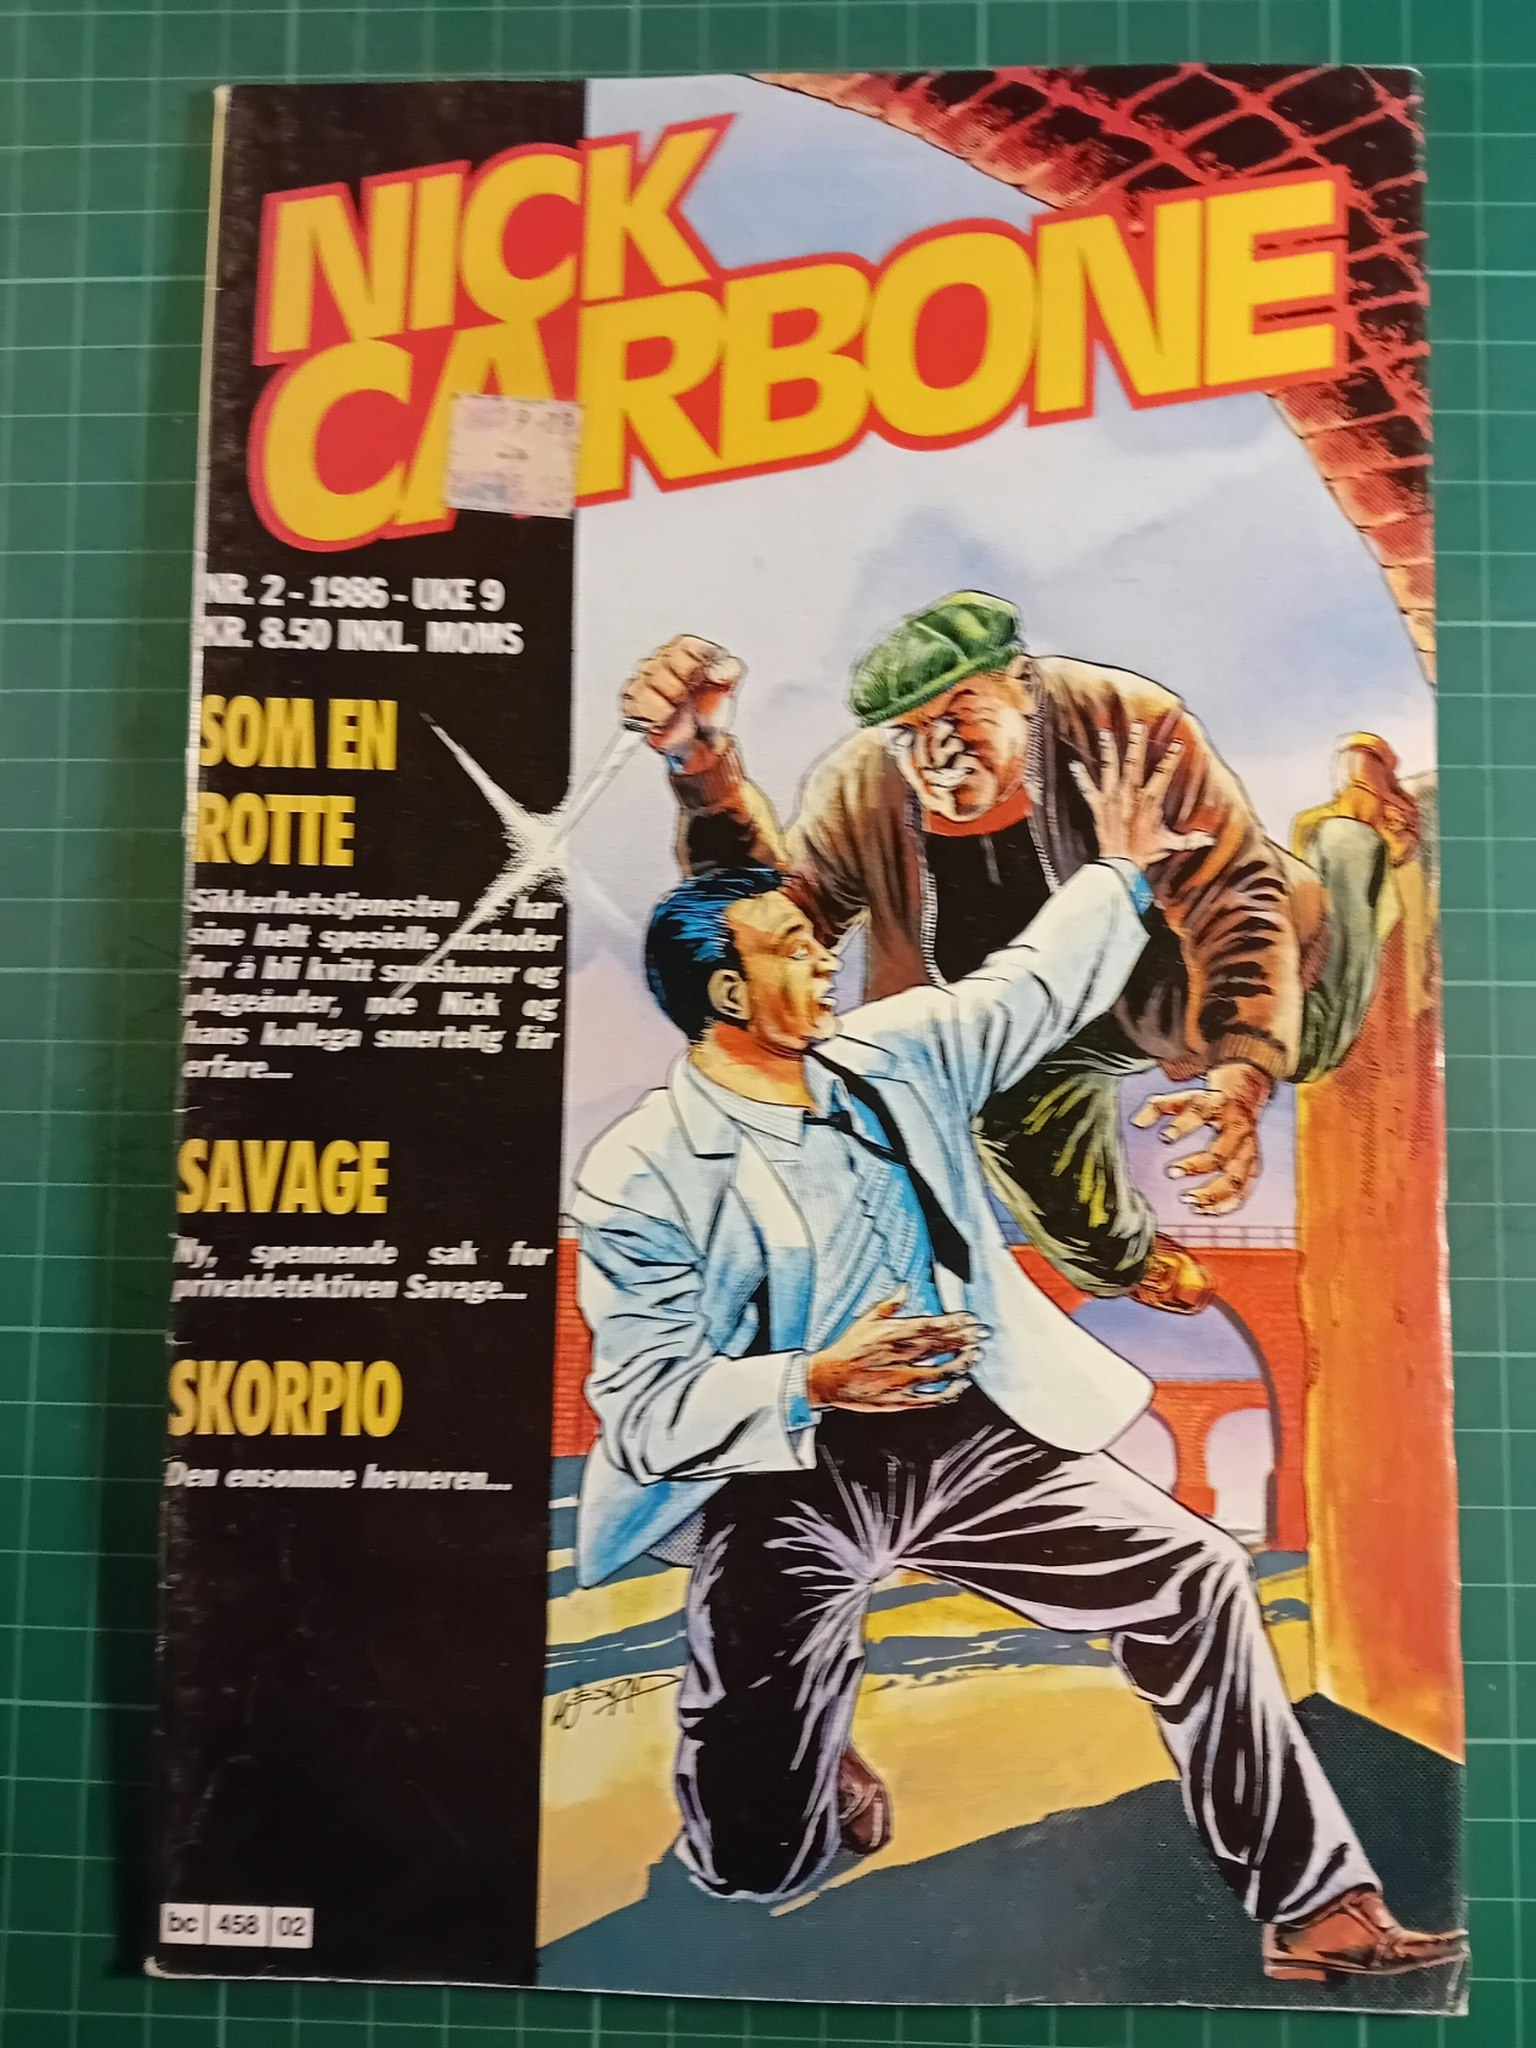 NICK
CARBONE
NR. 2 - 1986 - UKE 9
KR. 8.50 INKL. MOMS
SOM EN
ROTTE
Sikkerhetstjenesten har
sine helt spesielle metoder
for å bli kvitt småshaner og
plageånder, noe Nick og
hans kollega smertelig får
erfare...
SAVAGE
Ny, spennende sak for
privatdetektiven Savage...
SKORPIO
Den ensomme hevneren...
bc 458 02